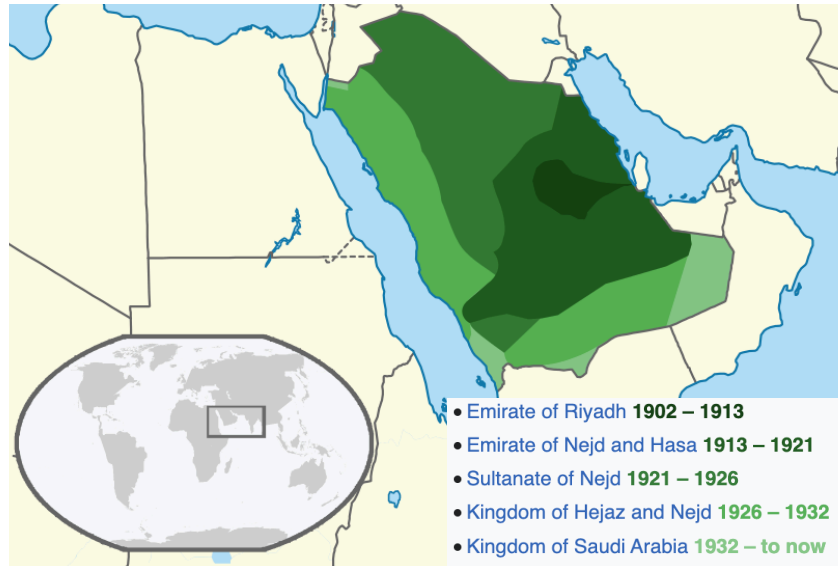 • Emirate of Riyadh 1902 – 1913
• Emirate of Nejd and Hasa 1913 – 1921
• Sultanate of Nejd 1921 – 1926
• Kingdom of Hejaz and Nejd 1926 – 1932
• Kingdom of Saudi Arabia 1932 – to now